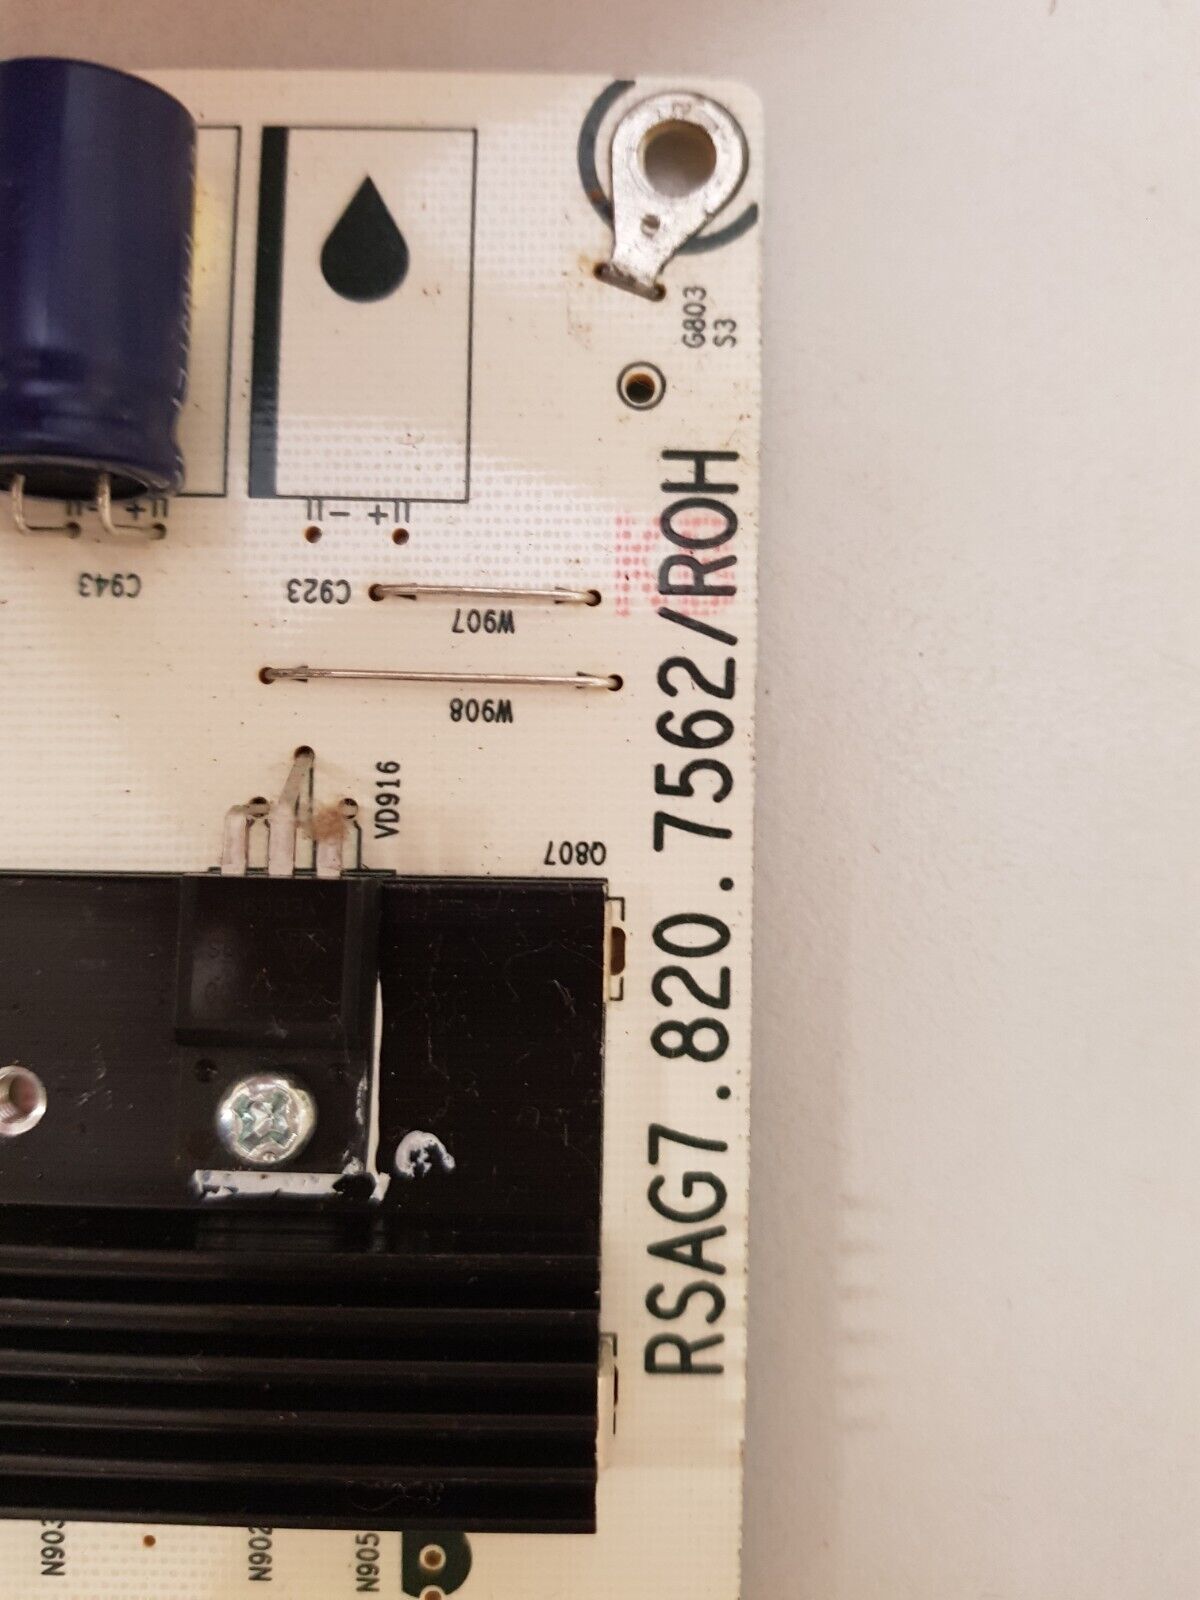 G803
S3
C943
C923
W907
W908
VD916
Q807
RSAG7.820.7562/ROH
N903
N902
N905